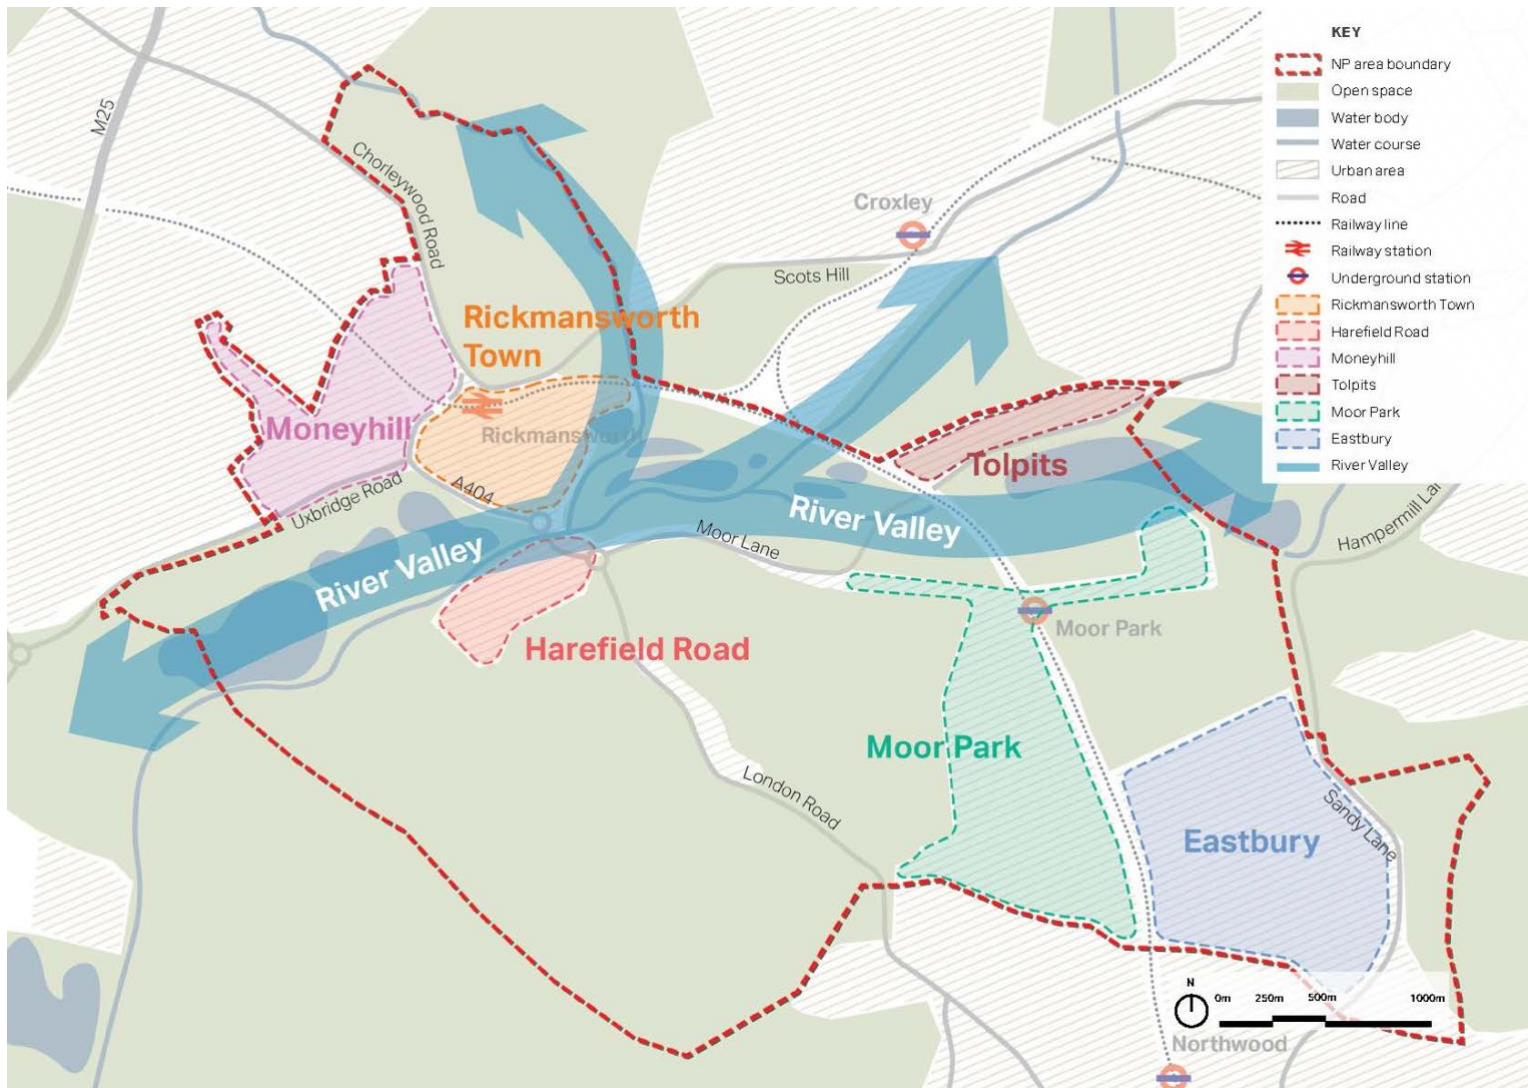 KEY
NP area boundary
Open space
Water body
Water course
Urban area
Road
Railway line
Railway station
Underground station
Rickmansworth Town
Harefield Road
Moneyhill
Tolpits
Moor Park
Eastbury
River Valley
M25
Chorleywood Road
Croxley
Scots Hill
Rickmansworth
Town
Moneyhill
Rickmansworth
A404
Uxbridge Road
Tolpits
River Valley
River Valley
Moor Lane
Hampermill
Harefield Road
Moor Park
Moor Park
London Road
Eastbury
Sandy Lane
N
0m 250m 500m 1000m
Northwood